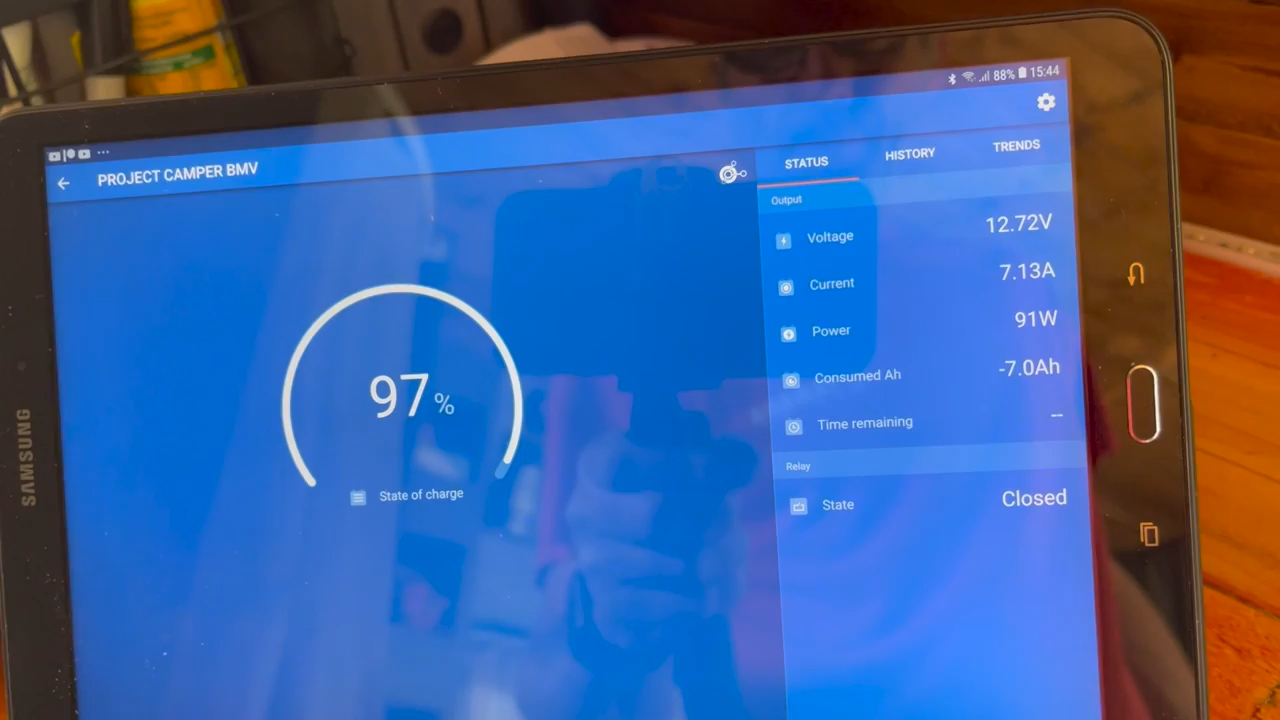 88% 15:44
PROJECT CAMPER BMV
STATUS HISTORY TRENDS
Output
Voltage 12.72V
Current 7.13A
Power 91W
Consumed Ah -7.0Ah
Time remaining --
Relay
State Closed
97%
State of charge
SAMSUNG